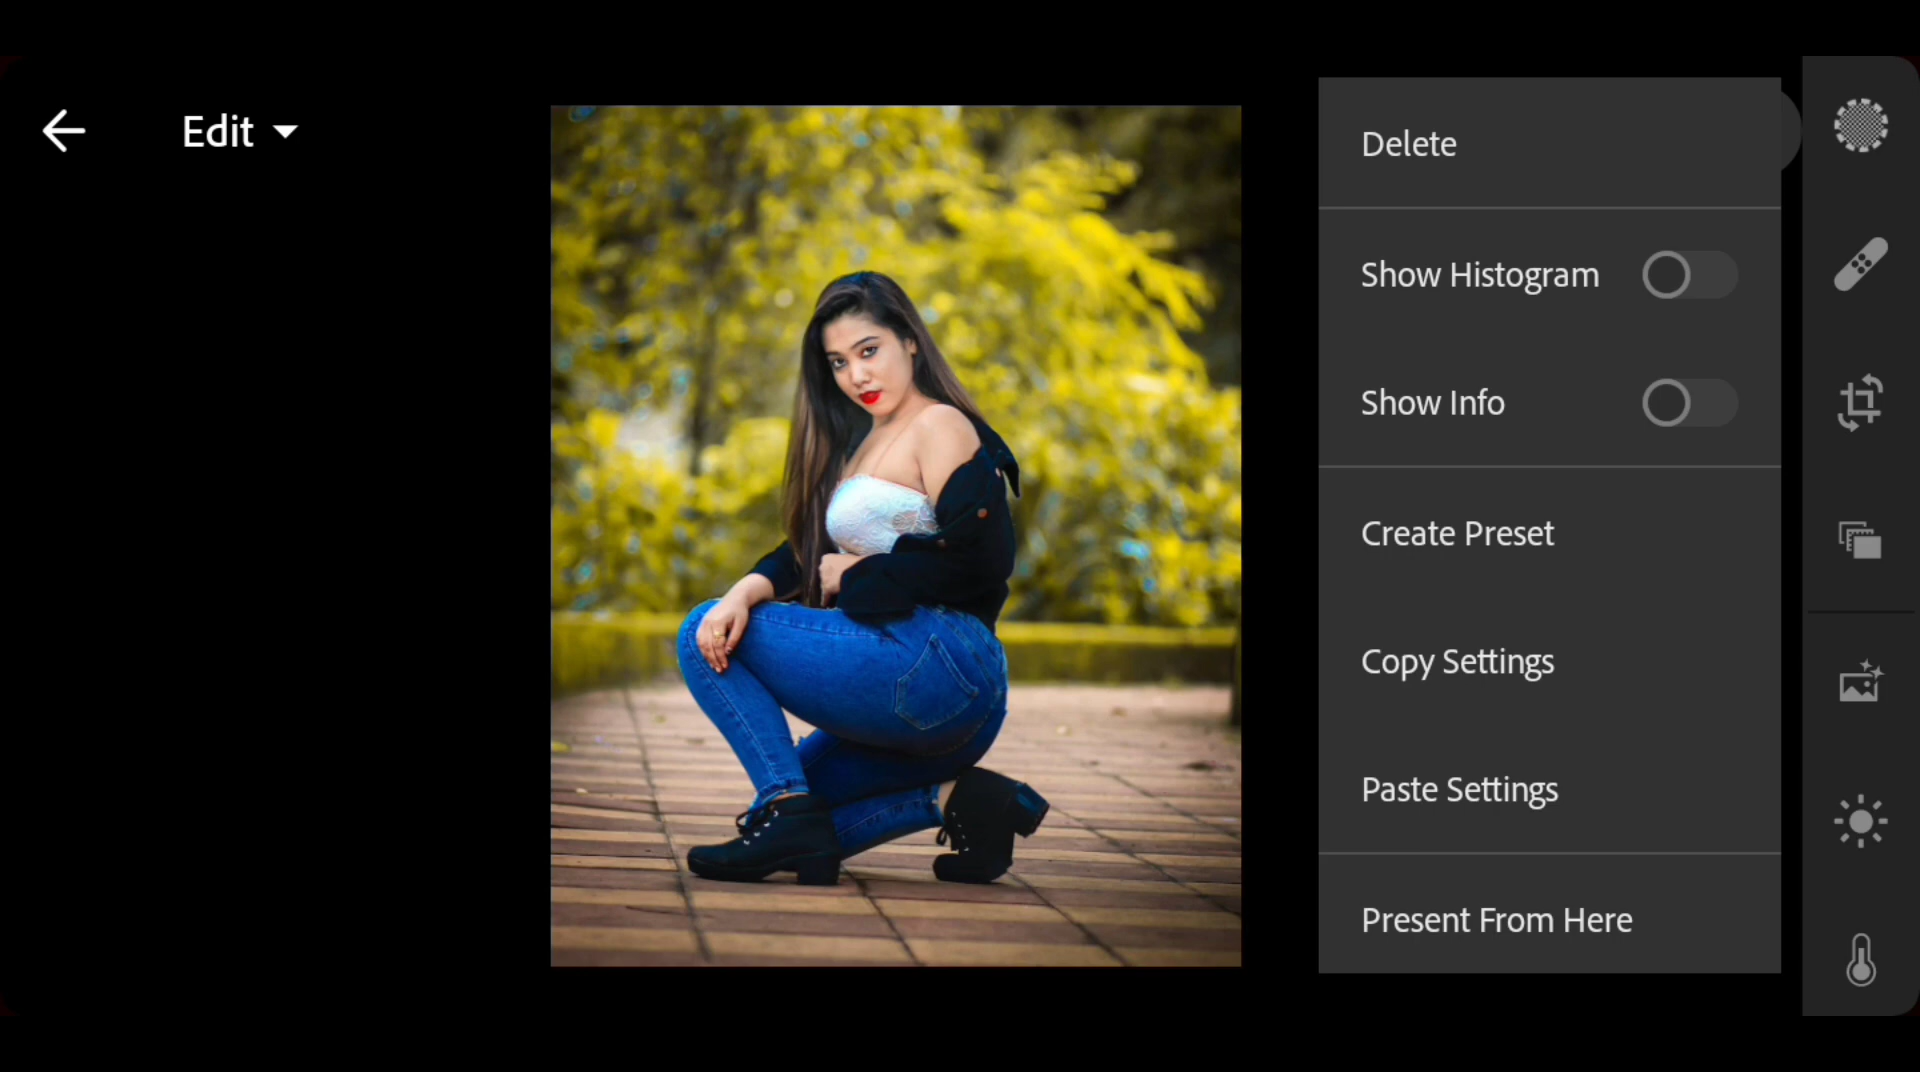 Edit
Delete
Show Histogram
Show Info
Create Preset
Copy Settings
Paste Settings
Present From Here